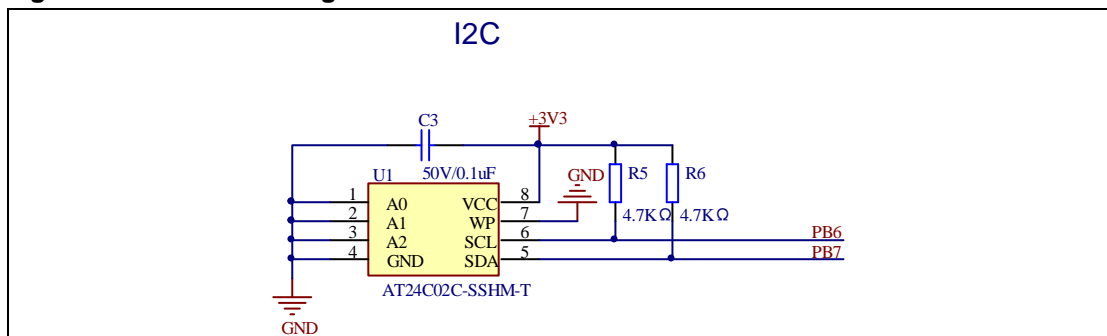 I2C
C3
+3V3
U1
50V/0.1uF
GND
R5
R6
1
A0
VCC
8
2
A1
WP
7
4.7KΩ
4.7KΩ
3
A2
SCL
6
PB6
4
GND
SDA
5
PB7
AT24C02C-SSHM-T
GND